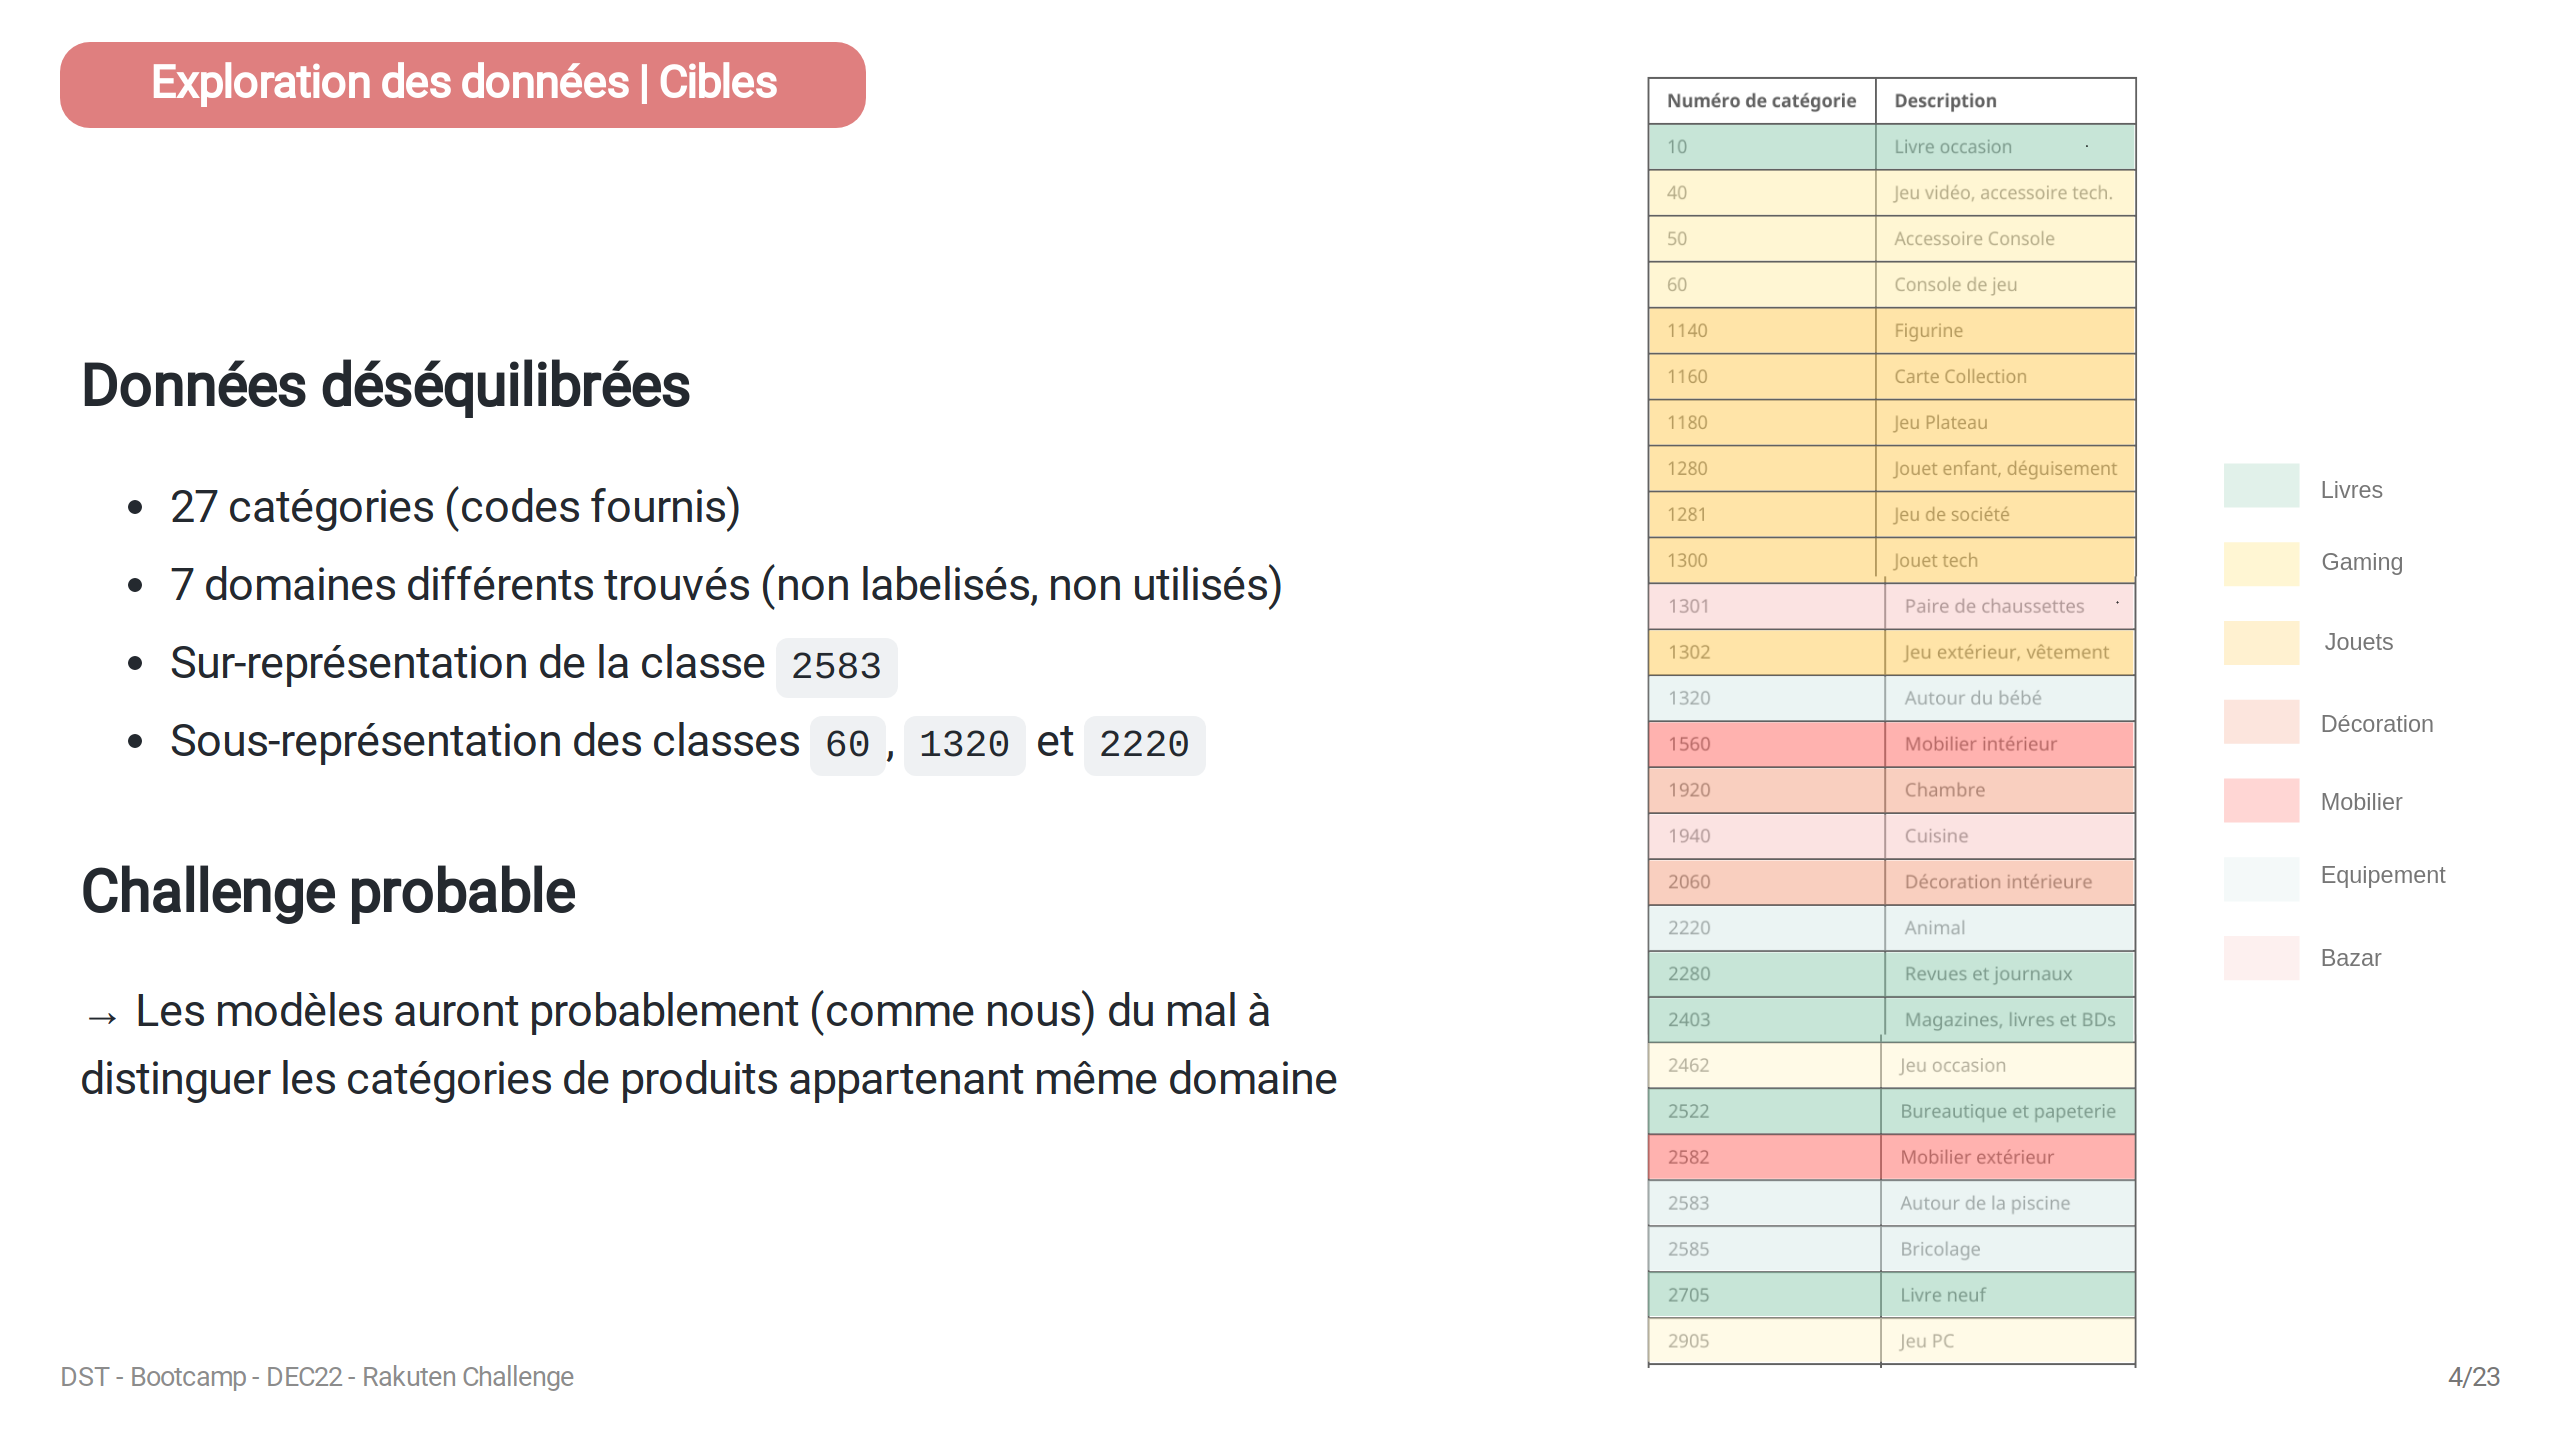 Exploration des données | Cibles
Données déséquilibrées
• 27 catégories (codes fournis)
• 7 domaines différents trouvés (non labelisés, non utilisés)
• Sur-représentation de la classe 2583
• Sous-représentation des classes 60, 1320 et 2220
Challenge probable
→ Les modèles auront probablement (comme nous) du mal à
distinguer les catégories de produits appartenant même domaine
Numéro de catégorie Description
10 Livre occasion
40 Jeu vidéo, accessoire tech.
50 Accessoire Console
60 Console de jeu
1140 Figurine
1160 Carte Collection
1180 Jeu Plateau
1280 Jouet enfant, déguisement
1281 Jeu de société
1300 Jouet tech
1301 Paire de chaussettes
1302 Jeu extérieur, vêtement
1320 Autour du bébé
1560 Mobilier intérieur
1920 Chambre
1940 Cuisine
2060 Décoration intérieure
2220 Animal
2280 Revues et journaux
2403 Magazines, livres et BDs
2462 Jeu occasion
2522 Bureautique et papeterie
2582 Mobilier extérieur
2583 Autour de la piscine
2585 Bricolage
2705 Livre neuf
2905 Jeu PC
Livres
Gaming
Jouets
Décoration
Mobilier
Equipement
Bazar
DST - Bootcamp - DEC22 - Rakuten Challenge
4/23